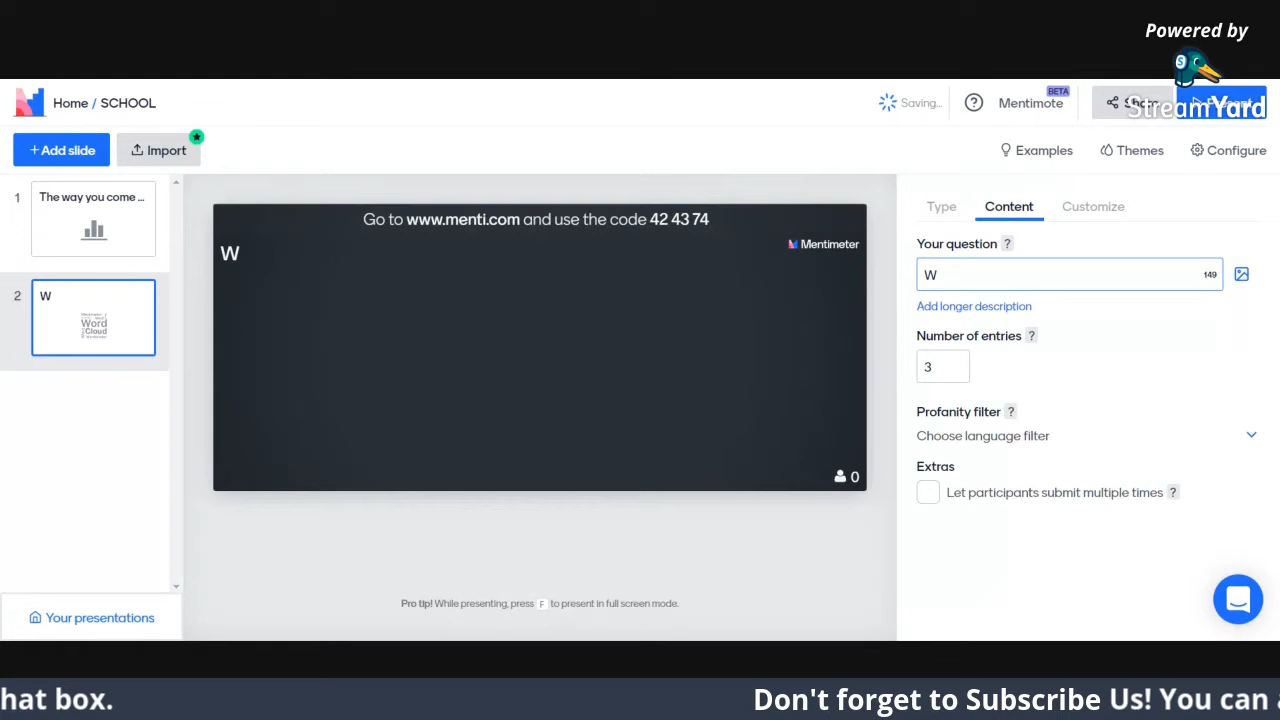 Powered by
StreamYard
Home / SCHOOL
Saving...
Mentimote
BETA
+ Add slide
Import
Examples
Themes
Configure
1
The way you come ...
2
W
Word
Cloud
Go to www.menti.com and use the code 42 43 74
W
Mentimeter
0
Pro tip! While presenting, press F to present in full screen mode.
Your presentations
Type
Content
Customize
Your question ?
W
149
Add longer description
Number of entries ?
3
Profanity filter ?
Choose language filter
Extras
Let participants submit multiple times ?
hat box.
Don't forget to Subscribe Us! You can